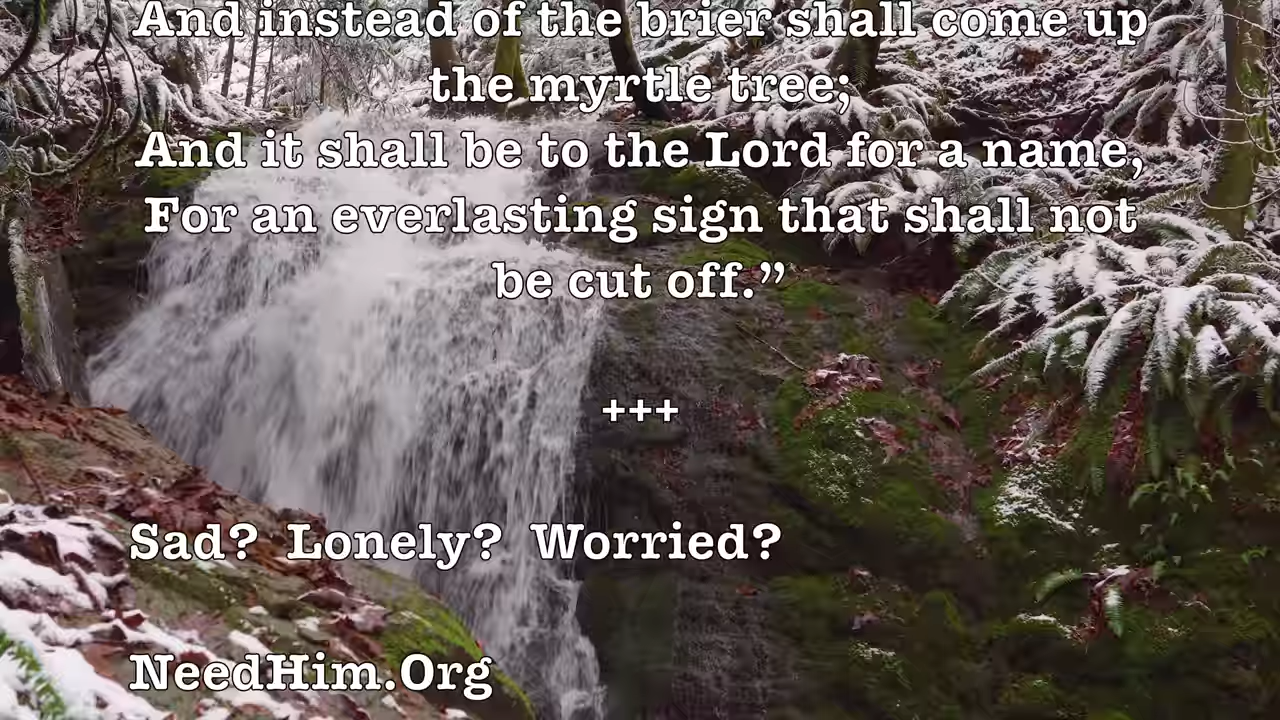 And instead of the brier shall come up
the myrtle tree;
And it shall be to the Lord for a name,
For an everlasting sign that shall not
be cut off.”
+++
Sad?  Lonely?  Worried?
NeedHim.Org